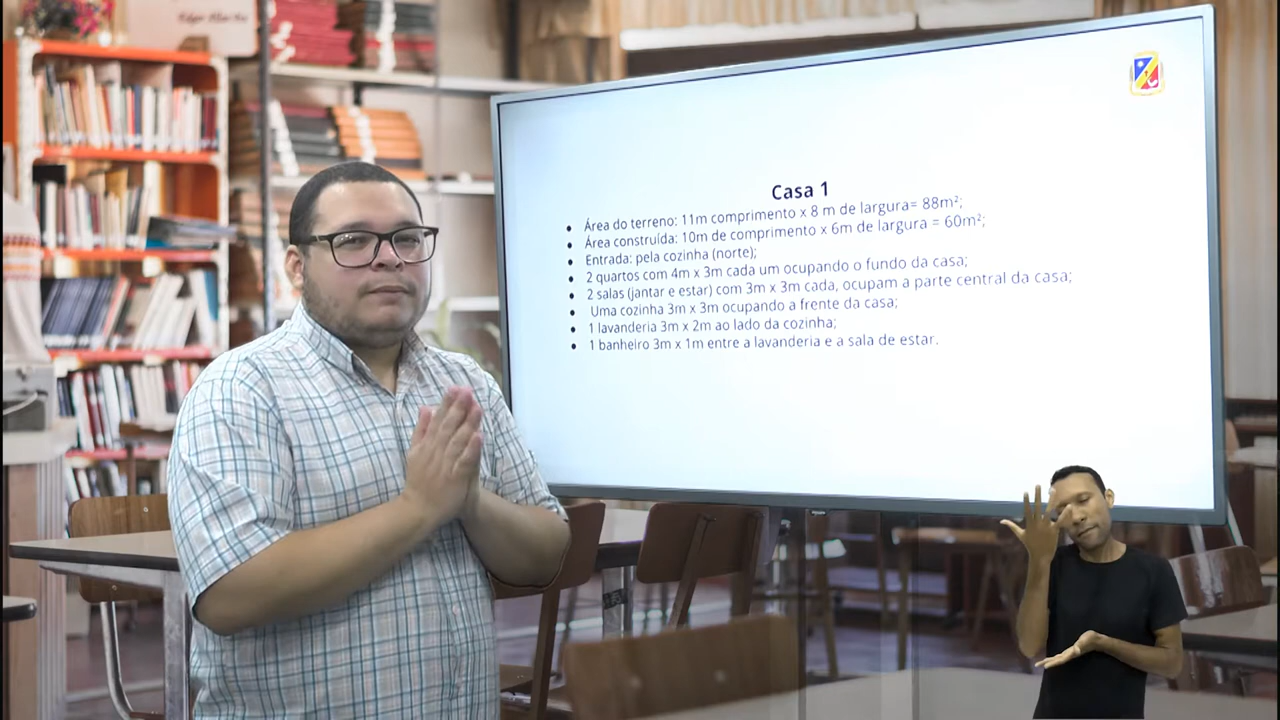 Edgar Allan Poe
Casa 1
Área do terreno: 11m comprimento x 8 m de largura= 88m²;
Área construída: 10m de comprimento x 6m de largura = 60m²;
Entrada: pela cozinha (norte);
2 quartos com 4m x 3m cada um ocupando o fundo da casa;
2 salas (jantar e estar) com 3m x 3m cada, ocupam a parte central da casa;
Uma cozinha 3m x 3m ocupando a frente da casa;
1 lavanderia 3m x 2m ao lado da cozinha;
1 banheiro 3m x 1m entre a lavanderia e a sala de estar.